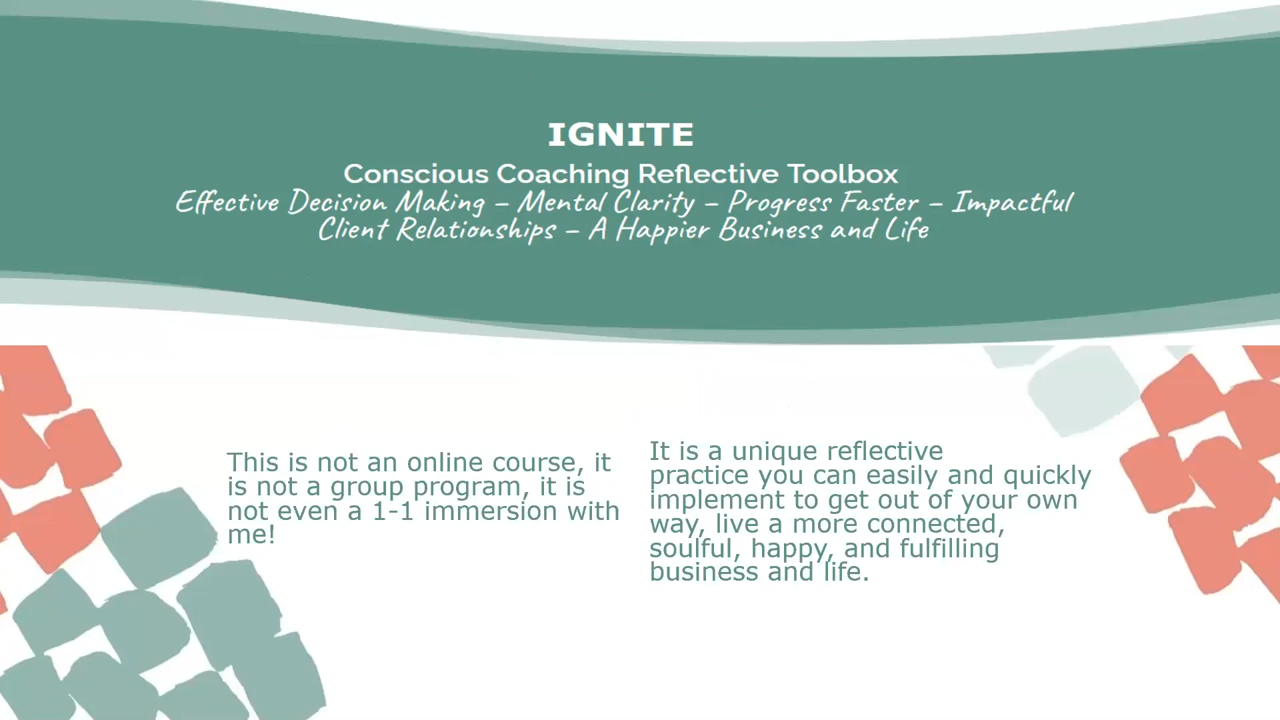 IGNITE
Conscious Coaching Reflective Toolbox
Effective Decision Making – Mental Clarity – Progress Faster – Impactful
Client Relationships – A Happier Business and Life
This is not an online course, it
is not a group program, it is
not even a 1-1 immersion with
me!
It is a unique reflective
practice you can easily and quickly
implement to get out of your own
way, live a more connected,
soulful, happy, and fulfilling
business and life.